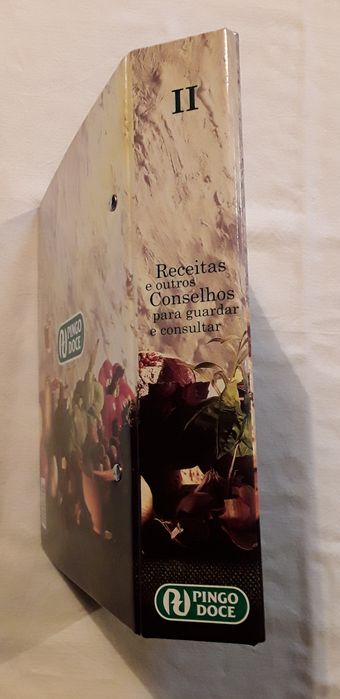 II
Receitas
e outros
Conselhos
para guardar
e consultar
PINGO
DOCE
PINGO
DOCE